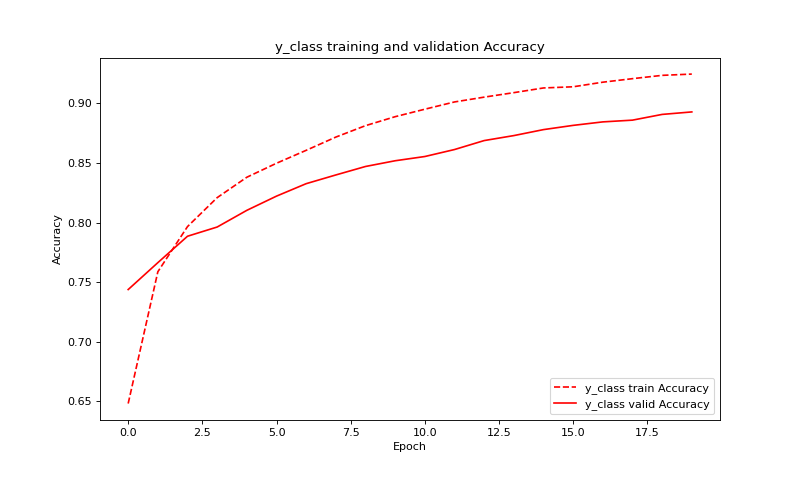 y_class training and validation Accuracy
Accuracy
0.90
0.85
0.80
0.75
0.70
0.65
0.0 2.5 5.0 7.5 10.0 12.5 15.0 17.5
Epoch
y_class train Accuracy
y_class valid Accuracy